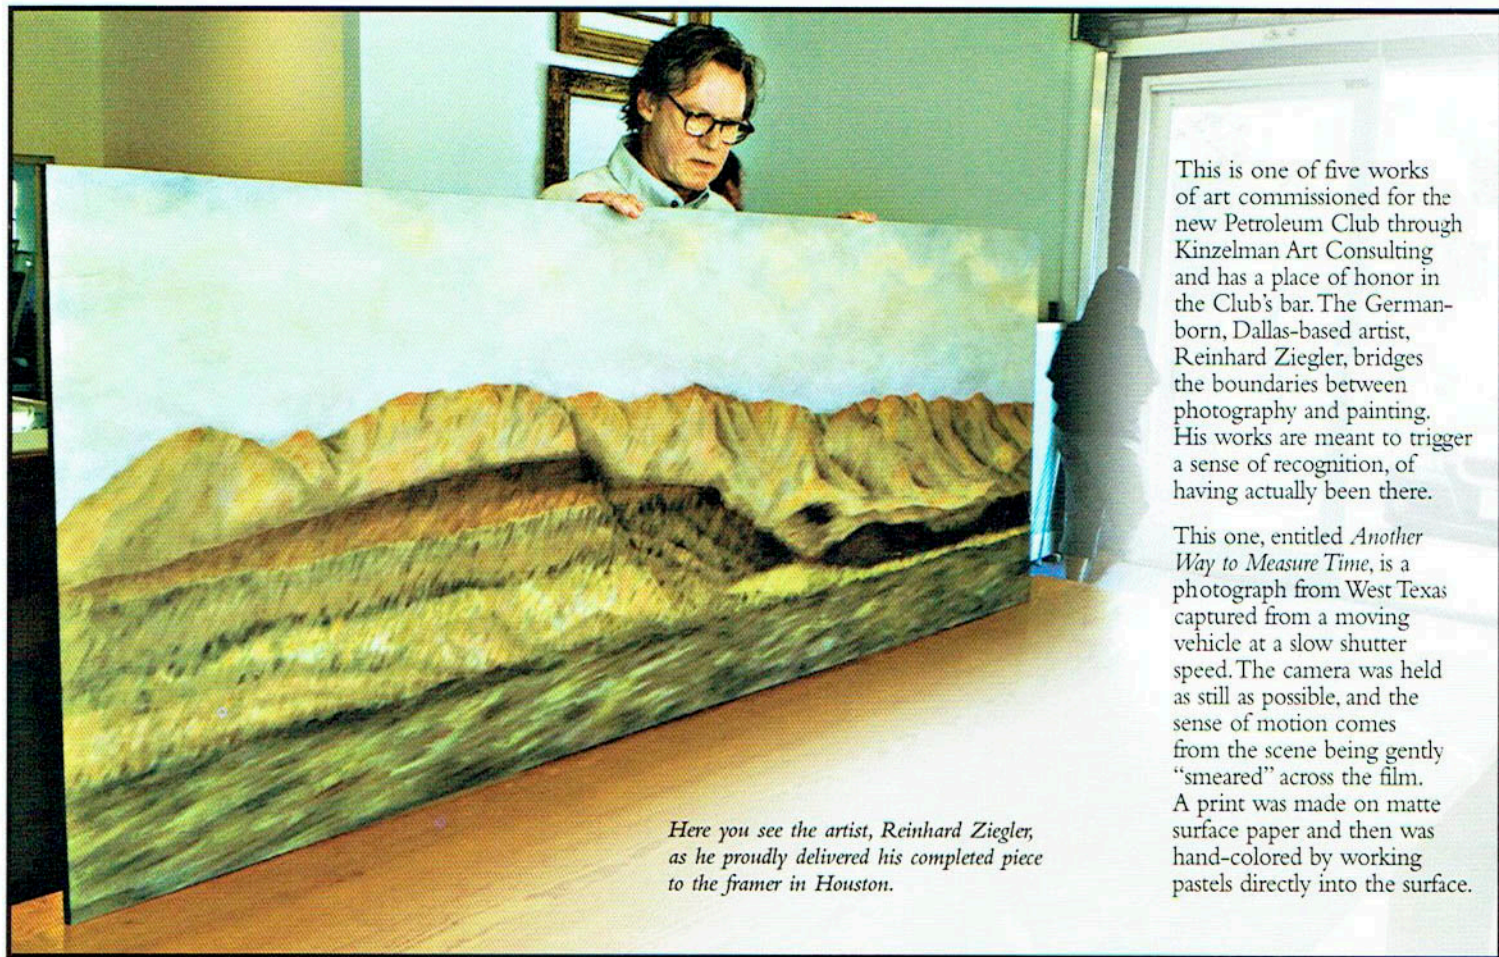 This is one of five works
of art commissioned for the
new Petroleum Club through
Kinzelman Art Consulting
and has a place of honor in
the Club's bar. The German-
born, Dallas-based artist,
Reinhard Ziegler, bridges
the boundaries between
photography and painting.
His works are meant to trigger
a sense of recognition, of
having actually been there.
This one, entitled Another
Way to Measure Time, is a
photograph from West Texas
captured from a moving
vehicle at a slow shutter
speed. The camera was held
as still as possible, and the
sense of motion comes
from the scene being gently
“smeared” across the film.
A print was made on matte
surface paper and then was
hand-colored by working
pastels directly into the surface.
Here you see the artist, Reinhard Ziegler,
as he proudly delivered his completed piece
to the framer in Houston.